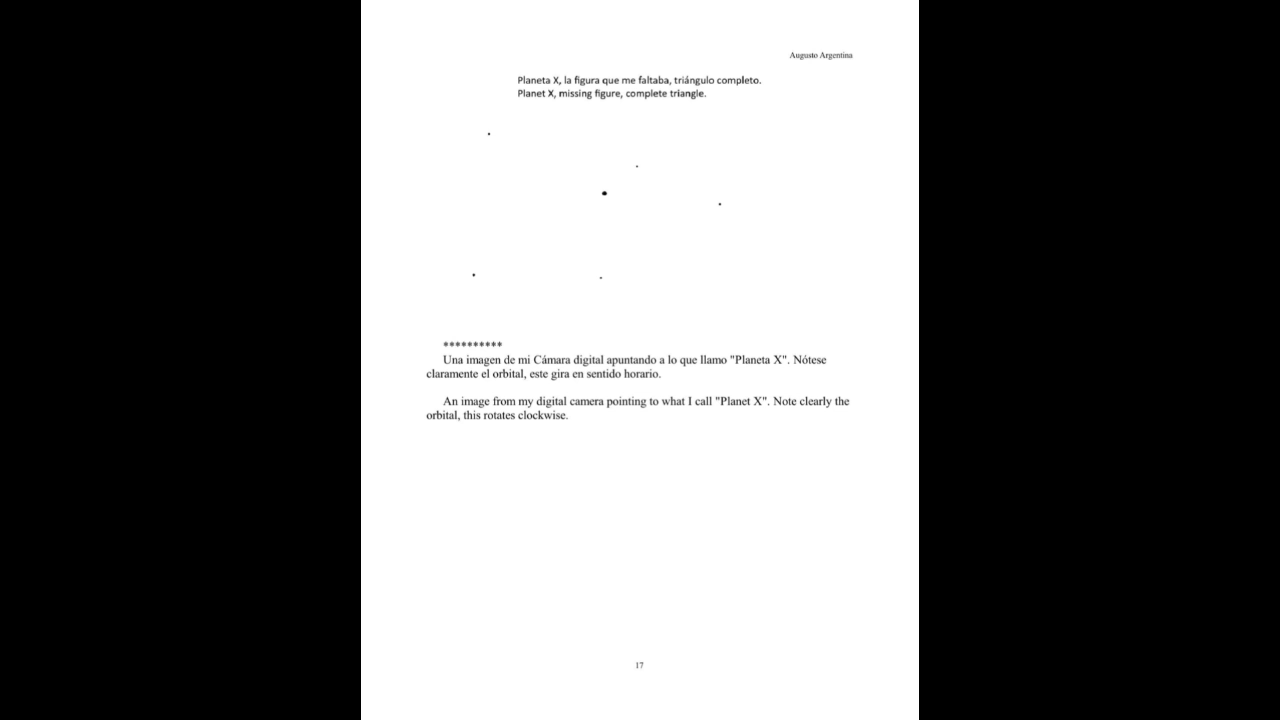 Augusto Argentina
Planeta X, la figura que me faltaba, triángulo completo.
Planet X, missing figure, complete triangle.
**********
Una imagen de mi Cámara digital apuntando a lo que llamo "Planeta X". Nótese
claramente el orbital, este gira en sentido horario.
An image from my digital camera pointing to what I call "Planet X". Note clearly the
orbital, this rotates clockwise.
17